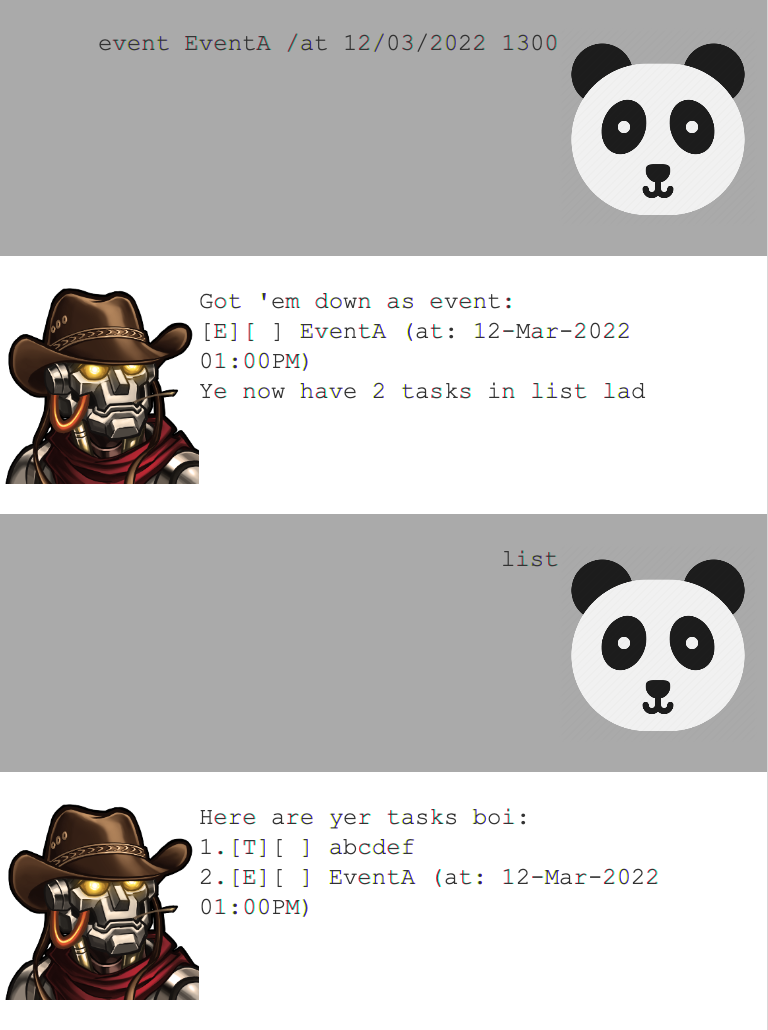 event EventA /at 12/03/2022 1300
Got 'em down as event:
[E][ ] EventA (at: 12-Mar-2022
01:00PM)
Ye now have 2 tasks in list lad
list
Here are yer tasks boi:
1.[T][ ] abcdef
2.[E][ ] EventA (at: 12-Mar-2022
01:00PM)